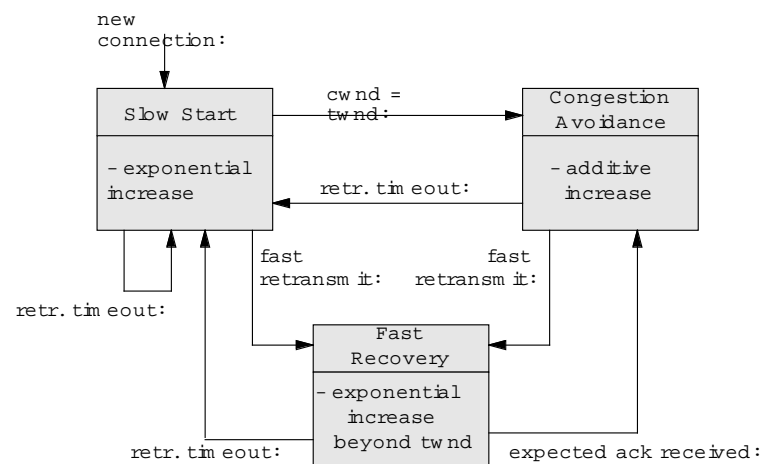 new
connection:
Slow Start
- exponential
increase
cwnd =
twnd:
Congestion
Avoidance
- additive
increase
retr. timeout:
fast
retransmit:
fast
retransmit:
retr. timeout:
Fast
Recovery
- exponential
increase
beyond twnd
retr. timeout:
expected ack received: